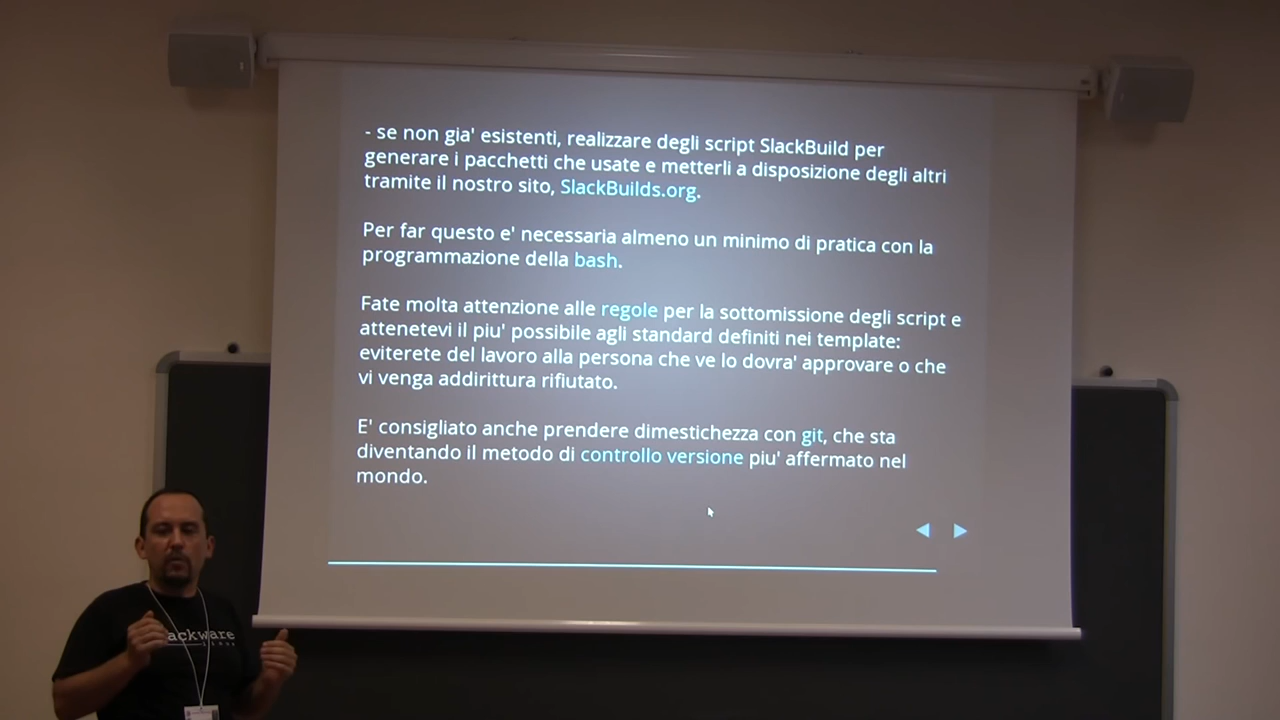 - se non gia' esistenti, realizzare degli script SlackBuild per
generare i pacchetti che usate e metterli a disposizione degli altri
tramite il nostro sito, SlackBuilds.org.
Per far questo e' necessaria almeno un minimo di pratica con la
programmazione della bash.
Fate molta attenzione alle regole per la sottomissione degli script e
attenetevi il piu' possibile agli standard definiti nei template:
eviterete del lavoro alla persona che ve lo dovra' approvare o che
vi venga addirittura rifiutato.
E' consigliato anche prendere dimestichezza con git, che sta
diventando il metodo di controllo versione piu' affermato nel
mondo.
ackware